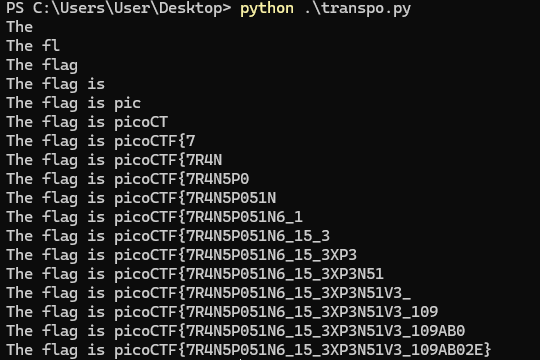 PS C:\Users\User\Desktop> python .\transpo.py
The
The fl
The flag
The flag is
The flag is pic
The flag is picoCT
The flag is picoCTF{7
The flag is picoCTF{7R4N
The flag is picoCTF{7R4N5P0
The flag is picoCTF{7R4N5P051N
The flag is picoCTF{7R4N5P051N6_1
The flag is picoCTF{7R4N5P051N6_15_3
The flag is picoCTF{7R4N5P051N6_15_3XP3
The flag is picoCTF{7R4N5P051N6_15_3XP3N51
The flag is picoCTF{7R4N5P051N6_15_3XP3N51V3_
The flag is picoCTF{7R4N5P051N6_15_3XP3N51V3_109
The flag is picoCTF{7R4N5P051N6_15_3XP3N51V3_109AB0
The flag is picoCTF{7R4N5P051N6_15_3XP3N51V3_109AB02E}